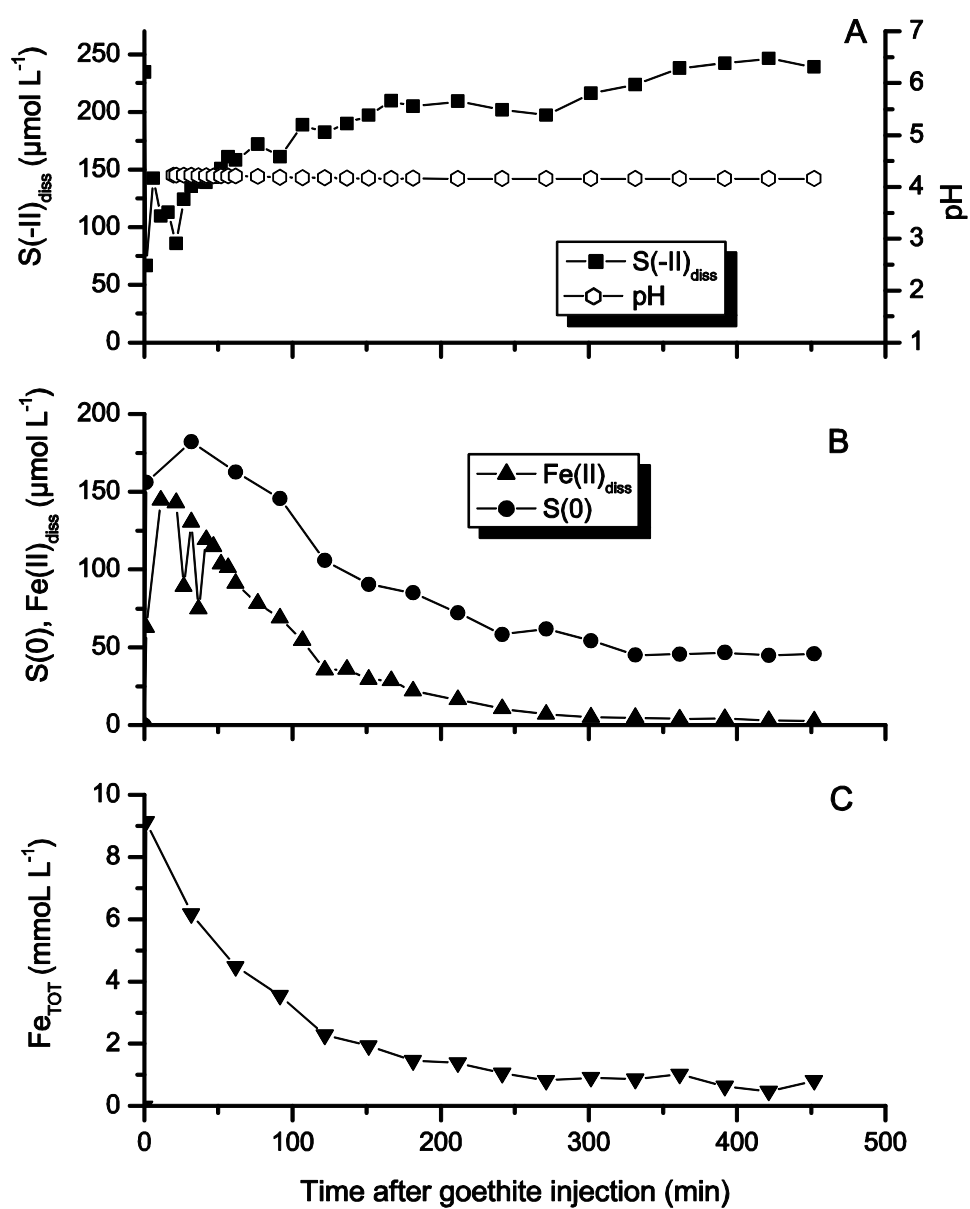 A
S(-II)diss (µmol L-1)
250
200
150
100
50
0
7
6
5
4
3
2
1
pH
S(-II)diss
pH
B
S(0), Fe(II)diss (µmol L-1)
200
150
100
50
0
Fe(II)diss
S(0)
C
FeTOT (mmoL L-1)
10
8
6
4
2
0
0 100 200 300 400 500
Time after goethite injection (min)